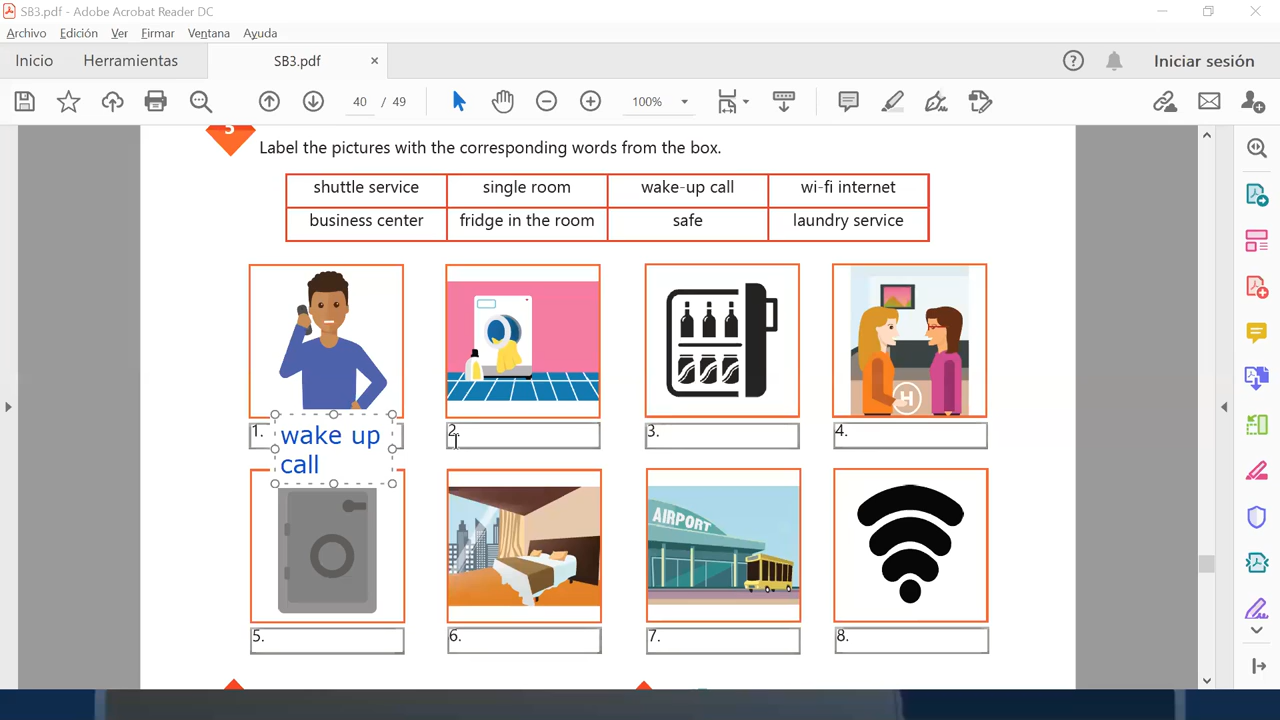 SB3.pdf - Adobe Acrobat Reader DC
Archivo Edición Ver Firmar Ventana Ayuda
Inicio Herramientas SB3.pdf × Iniciar sesión
40 / 49 100%
Label the pictures with the corresponding words from the box.
shuttle service single room wake-up call wi-fi internet
business center fridge in the room safe laundry service
H
1. wake up
call
2. 3. 4.
AIRPORT
5. 6. 7. 8.